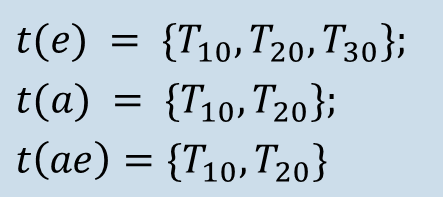 t(e) = {T₁₀, T₂₀, T₃₀};
t(a) = {T₁₀, T₂₀};
t(ae) = {T₁₀, T₂₀}